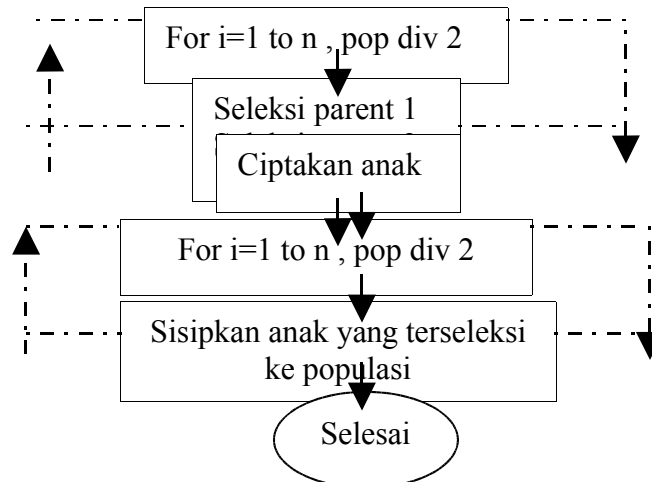 For i=1 to n , pop div 2
Seleksi parent 1
Ciptakan anak
For i=1 to n , pop div 2
Sisipkan anak yang terseleksi
ke populasi
Selesai